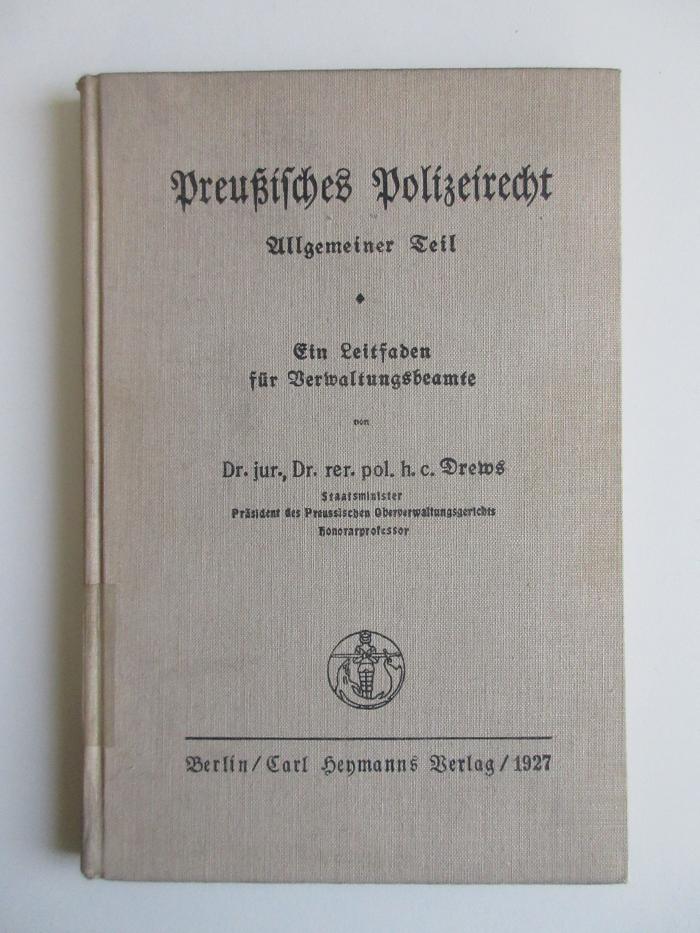 Preußisches Polizeirecht
Allgemeiner Teil
Ein Leitfaden
für Verwaltungsbeamte
von
Dr. jur., Dr. rer. pol. h. c. Drews
Staatsminister
Präsident des Preussischen Oberverwaltungsgerichts
Honorarprofessor
Berlin / Carl Heymanns Verlag / 1927